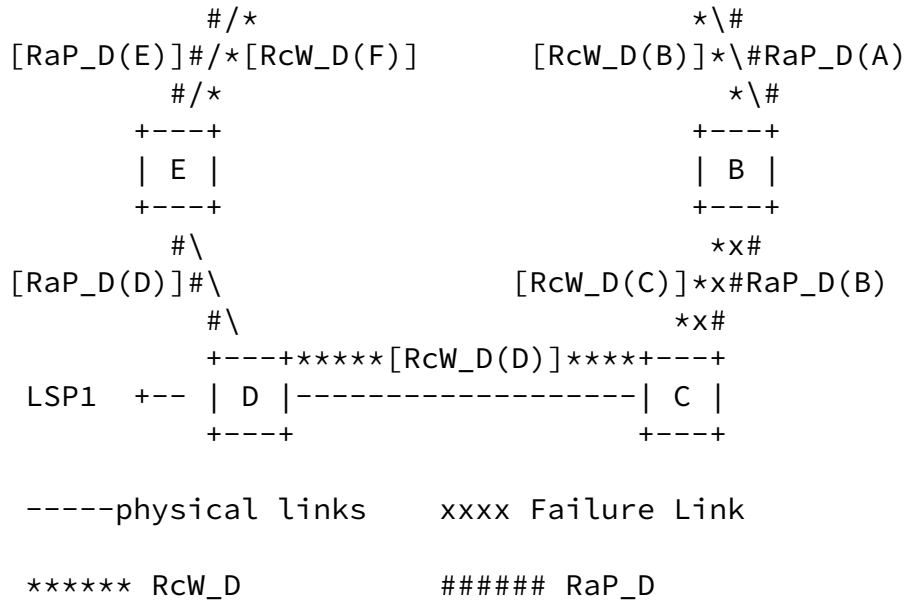 #/* *\#
[RaP_D(E)]#/*[RcW_D(F)] [RcW_D(B)]*\#RaP_D(A)
#/* *\#
+---+ +---+
| E | | B |
+---+ +---+
#\ *x#
[RaP_D(D)]#\ [RcW_D(C)]*x#RaP_D(B)
#\ *x#
+---+*****[RcW_D(D)]****+---+
LSP1 +-- | D |-------------------| C |
+---+ +---+
-----physical links xxxx Failure Link
****** RcW_D ###### RaP_D